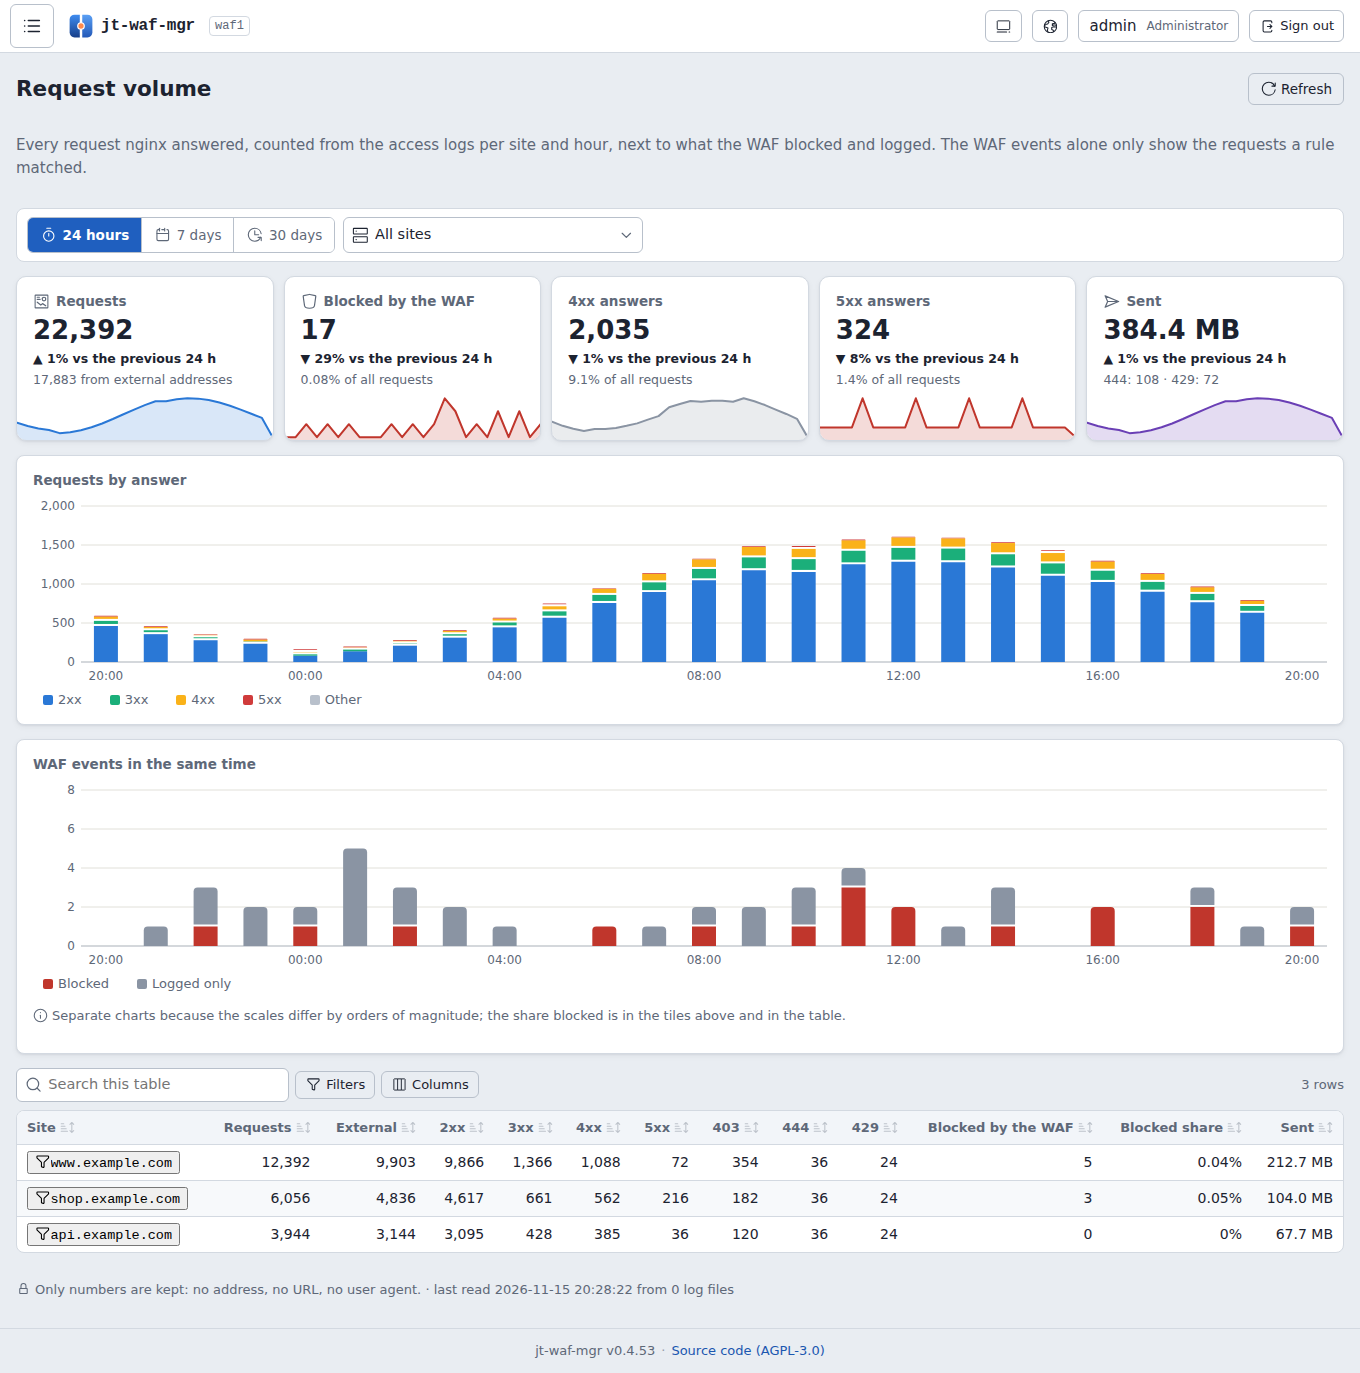 jt-waf-mgr waf1 admin Administrator Sign out
Request volume Refresh
Every request nginx answered, counted from the access logs per site and hour, next to what the WAF blocked and logged. The WAF events alone only show the requests a rule
matched.
24 hours 7 days 30 days All sites
Requests
22,392
▲ 1% vs the previous 24 h
17,883 from external addresses
Blocked by the WAF
17
▼ 29% vs the previous 24 h
0.08% of all requests
4xx answers
2,035
▼ 1% vs the previous 24 h
9.1% of all requests
5xx answers
324
▼ 8% vs the previous 24 h
1.4% of all requests
Sent
384.4 MB
▲ 1% vs the previous 24 h
444: 108 · 429: 72
Requests by answer
2,000
1,500
1,000
500
0
20:00 00:00 04:00 08:00 12:00 16:00 20:00
2xx 3xx 4xx 5xx Other
WAF events in the same time
8
6
4
2
0
20:00 00:00 04:00 08:00 12:00 16:00 20:00
Blocked Logged only
Separate charts because the scales differ by orders of magnitude; the share blocked is in the tiles above and in the table.
Search this table Filters Columns 3 rows
Site Requests External 2xx 3xx 4xx 5xx 403 444 429 Blocked by the WAF Blocked share Sent
www.example.com 12,392 9,903 9,866 1,366 1,088 72 354 36 24 5 0.04% 212.7 MB
shop.example.com 6,056 4,836 4,617 661 562 216 182 36 24 3 0.05% 104.0 MB
api.example.com 3,944 3,144 3,095 428 385 36 120 36 24 0 0% 67.7 MB
Only numbers are kept: no address, no URL, no user agent. · last read 2026-11-15 20:28:22 from 0 log files
jt-waf-mgr v0.4.53 · Source code (AGPL-3.0)